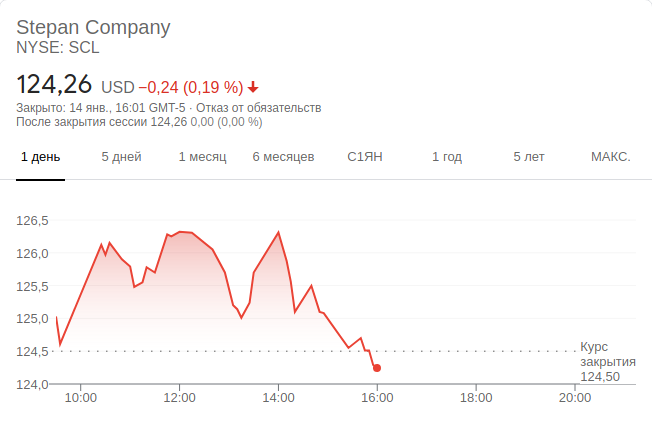 Stepan Company
NYSE: SCL
124,26 USD −0,24 (0,19 %)
Закрыто: 14 янв., 16:01 GMT-5 · Отказ от обязательств
После закрытия сессии 124,26 0,00 (0,00 %)
1 день 5 дней 1 месяц 6 месяцев С1ЯН 1 год 5 лет МАКС.
126,5
126,0
125,5
125,0
124,5
124,0
Курс
закрытия
124,50
10:00 12:00 14:00 16:00 18:00 20:00